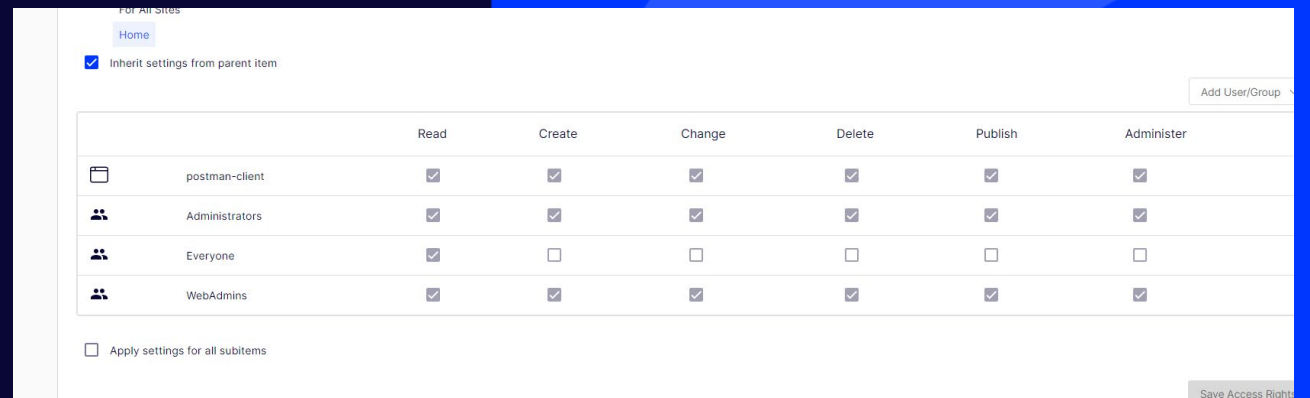 For All Sites
Home
Inherit settings from parent item
Add User/Group
Read Create Change Delete Publish Administer
postman-client
Administrators
Everyone
WebAdmins
Apply settings for all subitems
Save Access Rights